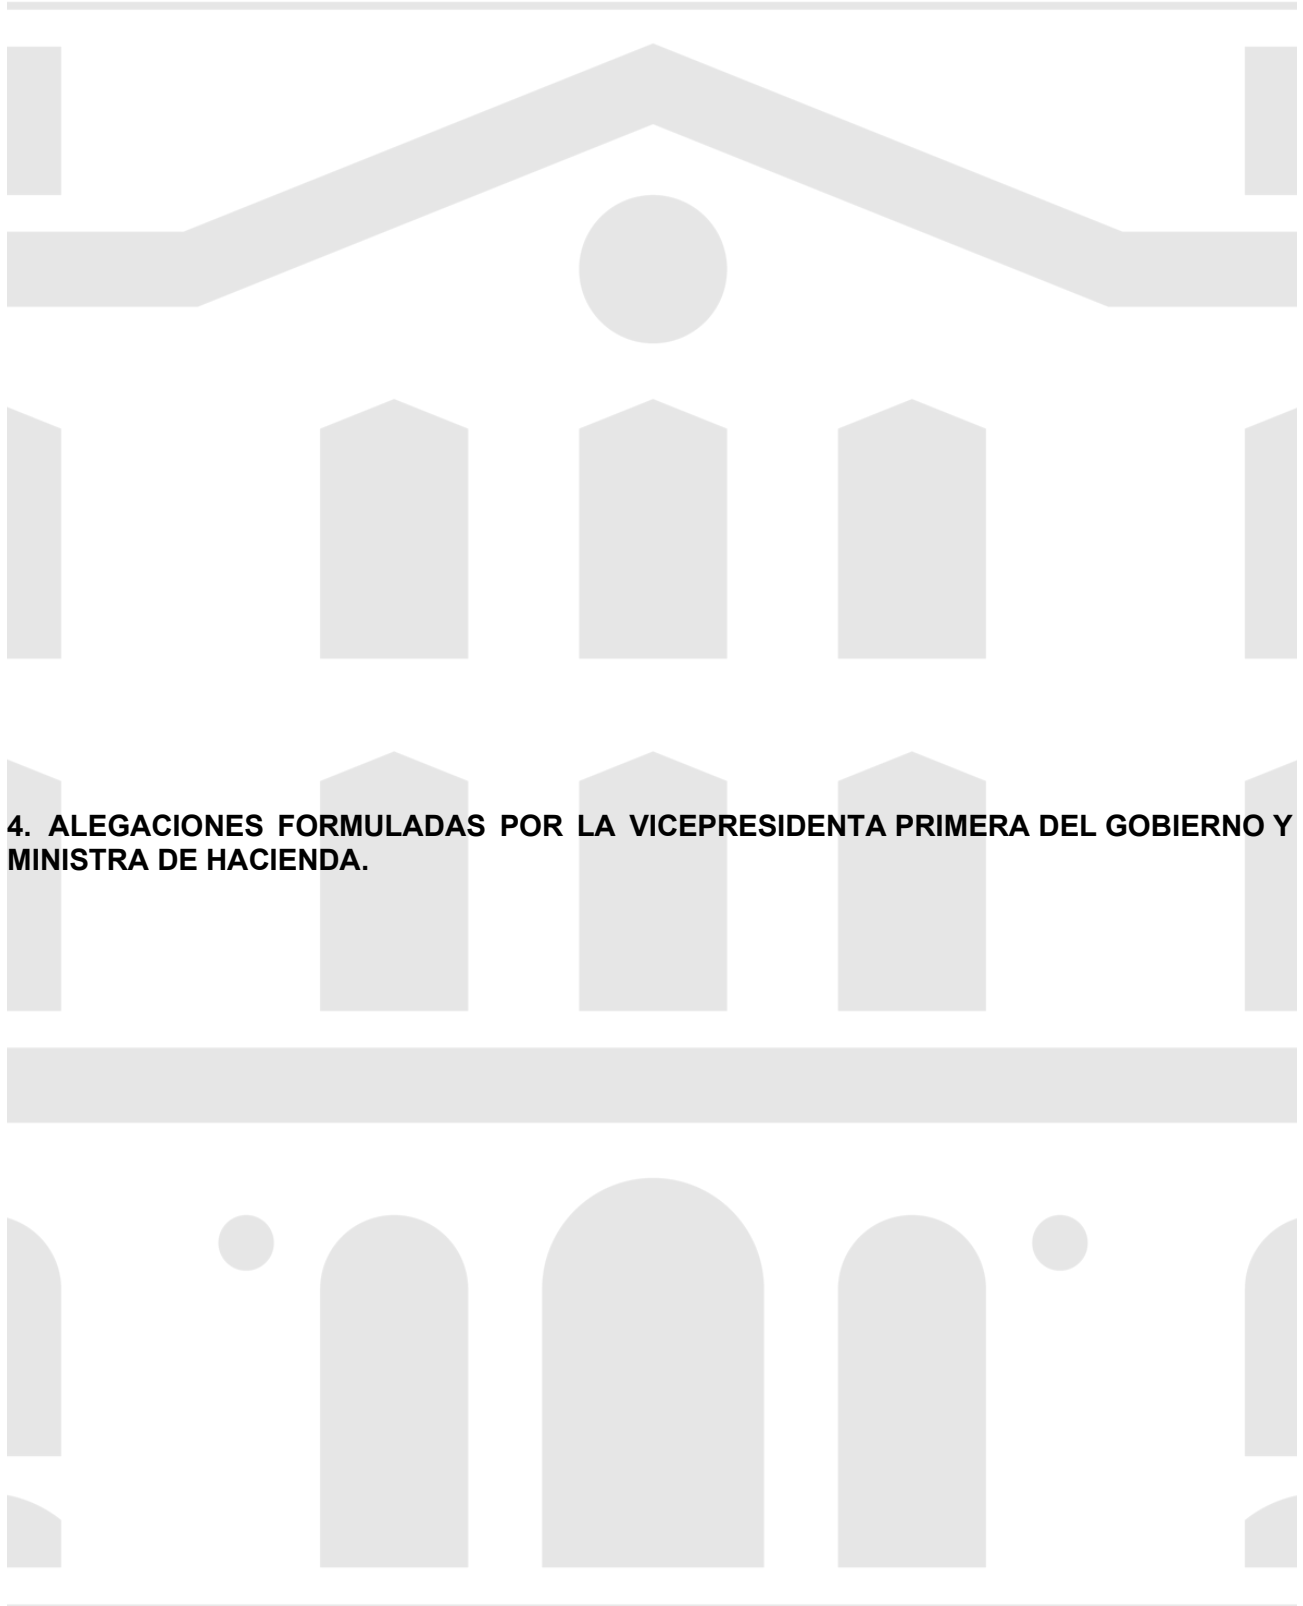 4. ALEGACIONES FORMULADAS POR LA VICEPRESIDENTA PRIMERA DEL GOBIERNO Y
MINISTRA DE HACIENDA.